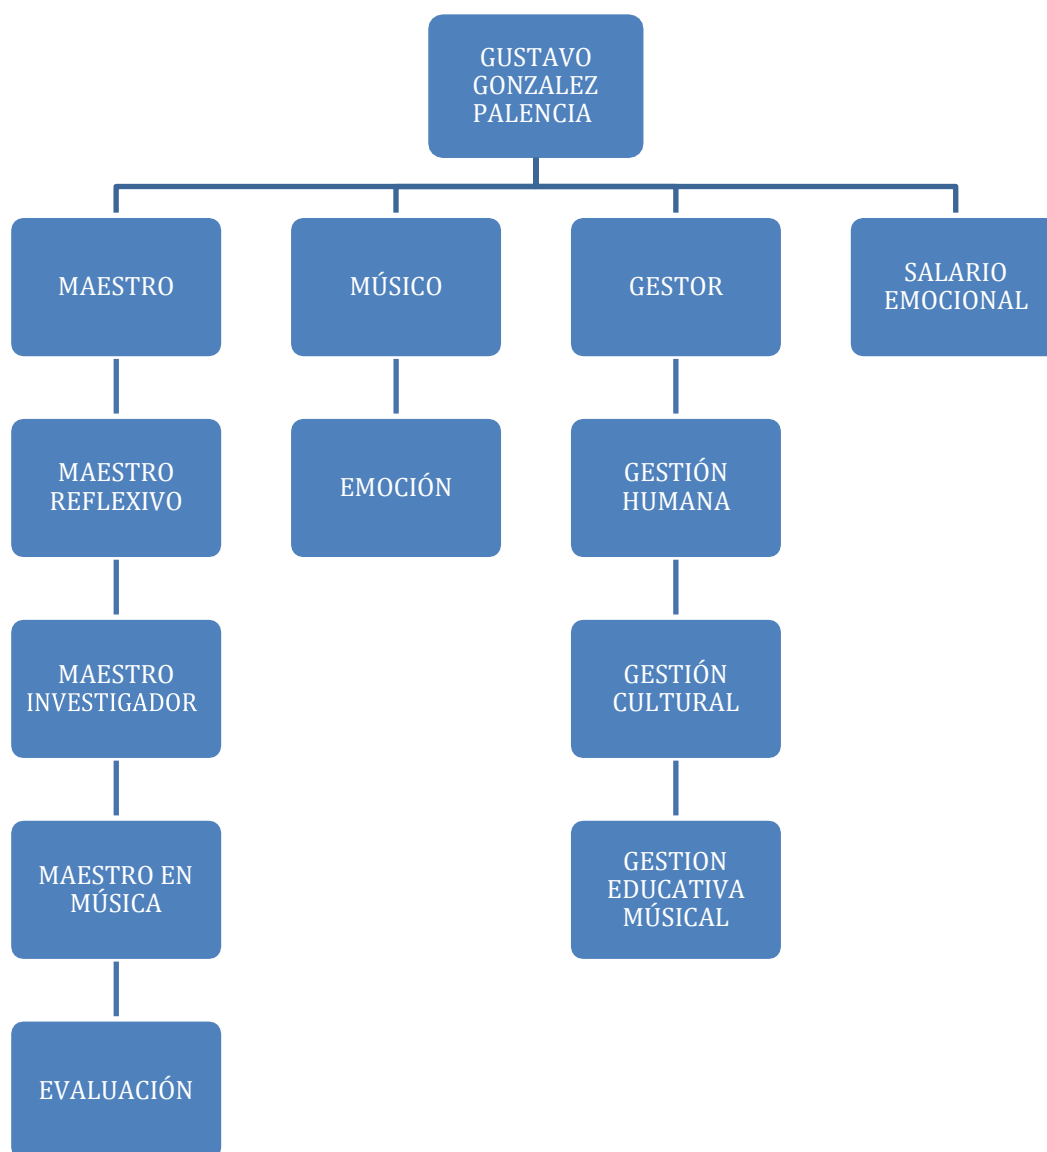 GUSTAVO
GONZALEZ
PALENCIA
MAESTRO
MÚSICO
GESTOR
SALARIO
EMOCIONAL
MAESTRO
REFLEXIVO
EMOCIÓN
GESTIÓN
HUMANA
MAESTRO
INVESTIGADOR
GESTIÓN
CULTURAL
MAESTRO EN
MÚSICA
GESTION
EDUCATIVA
MÚSICAL
EVALUACIÓN